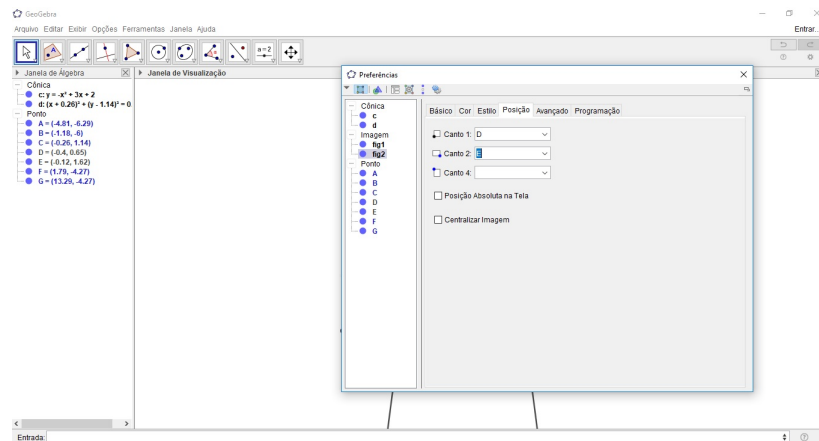 GeoGebra
Arquivo Editar Exibir Opções Ferramentas Janela Ajuda
Entrar...
a=2
Janela de Álgebra
Janela de Visualização
Cônica
c: y = -x² + 3x + 2
d: (x + 0.26)² + (y - 1.14)² = 0
Ponto
A = (-4.81, -6.29)
B = (-1.18, -6)
C = (-0.26, 1.14)
D = (-0.4, 0.65)
E = (-0.12, 1.62)
F = (1.79, -4.27)
G = (13.29, -4.27)
Preferências
Cônica
c
d
Imagem
fig1
fig2
Ponto
A
B
C
D
E
F
G
Básico Cor Estilo Posição Avançado Programação
Canto 1: D
Canto 2: E
Canto 4:
Posição Absoluta na Tela
Centralizar Imagem
Entrada: